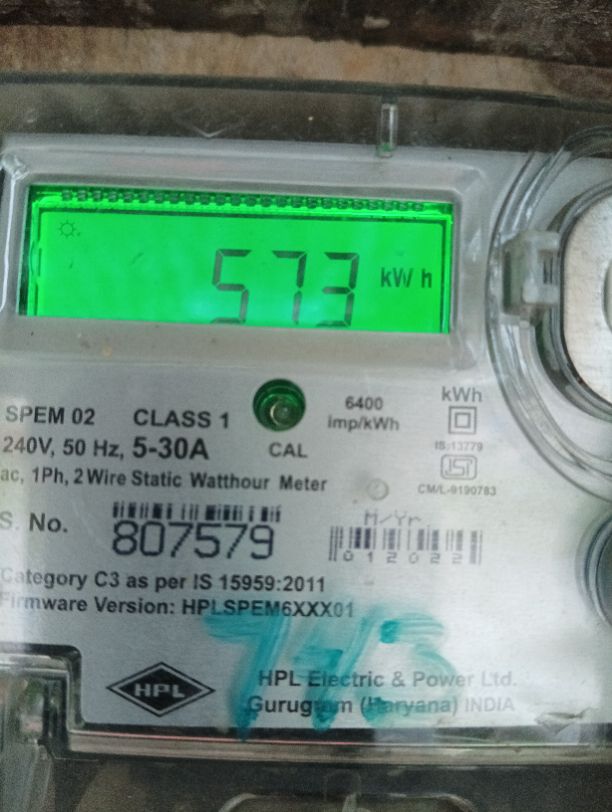 573 kWh
6400 imp/kWh
kWh
SPEM 02 CLASS 1
240V, 50 Hz, 5-30A
CAL
IS:13779
ac, 1Ph, 2 Wire Static Watthour Meter
CM/L-9190783
S. No. 807579
M/Yr
012022
Category C3 as per IS 15959:2011
Firmware Version: HPLSPEM6XXX01
HPL
HPL Electric & Power Ltd.
Gurugram (Haryana) INDIA